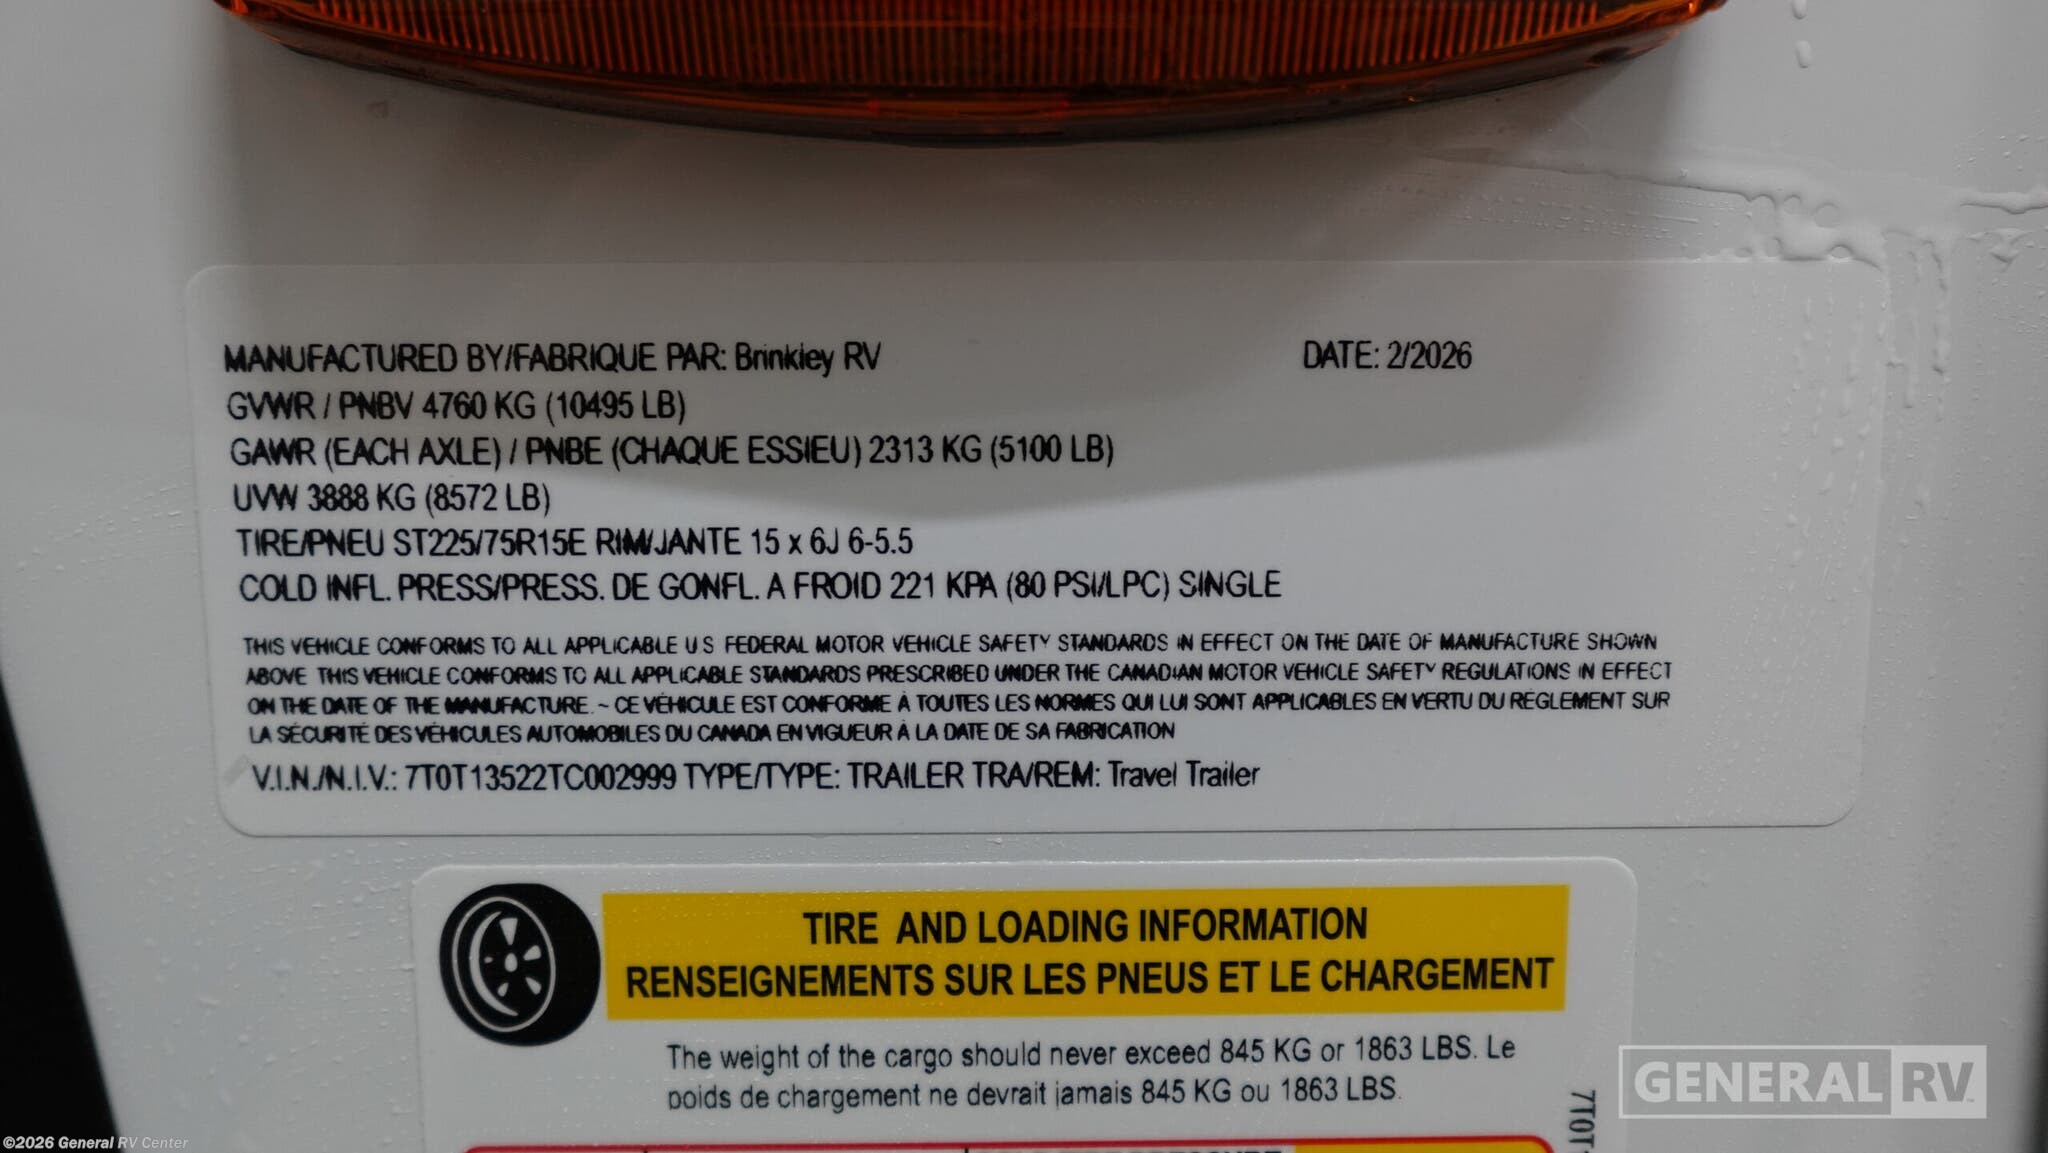 MANUFACTURED BY/FABRIQUE PAR: Brinkley RV DATE: 2/2026
GVWR / PNBV 4760 KG (10495 LB)
GAWR (EACH AXLE) / PNBE (CHAQUE ESSIEU) 2313 KG (5100 LB)
UVW 3888 KG (8572 LB)
TIRE/PNEU ST225/75R15E RIM/JANTE 15 x 6J 6-5.5
COLD INFL. PRESS/PRESS. DE GONFL. A FROID 221 KPA (80 PSI/LPC) SINGLE
THIS VEHICLE CONFORMS TO ALL APPLICABLE U S FEDERAL MOTOR VEHICLE SAFETY STANDARDS IN EFFECT ON THE DATE OF MANUFACTURE SHOWN
ABOVE THIS VEHICLE CONFORMS TO ALL APPLICABLE STANDARDS PRESCRIBED UNDER THE CANADIAN MOTOR VEHICLE SAFETY REGULATIONS IN EFFECT
ON THE DATE OF THE MANUFACTURE. ~ CE VÉHICULE EST CONFORME À TOUTES LES NORMES QUI LUI SONT APPLICABLES EN VERTU DU RÈGLEMENT SUR
LA SÉCURITÉ DES VÉHICULES AUTOMOBILES DU CANADA EN VIGUEUR À LA DATE DE SA FABRICATION
V.I.N./N.I.V.: 7T0T13522TC002999 TYPE/TYPE: TRAILER TRA/REM: Travel Trailer
TIRE AND LOADING INFORMATION
RENSEIGNEMENTS SUR LES PNEUS ET LE CHARGEMENT
The weight of the cargo should never exceed 845 KG or 1863 LBS. Le
poids de chargement ne devrait jamais 845 KG ou 1863 LBS.
7T0T
GENERAL RV
©2026 General RV Center